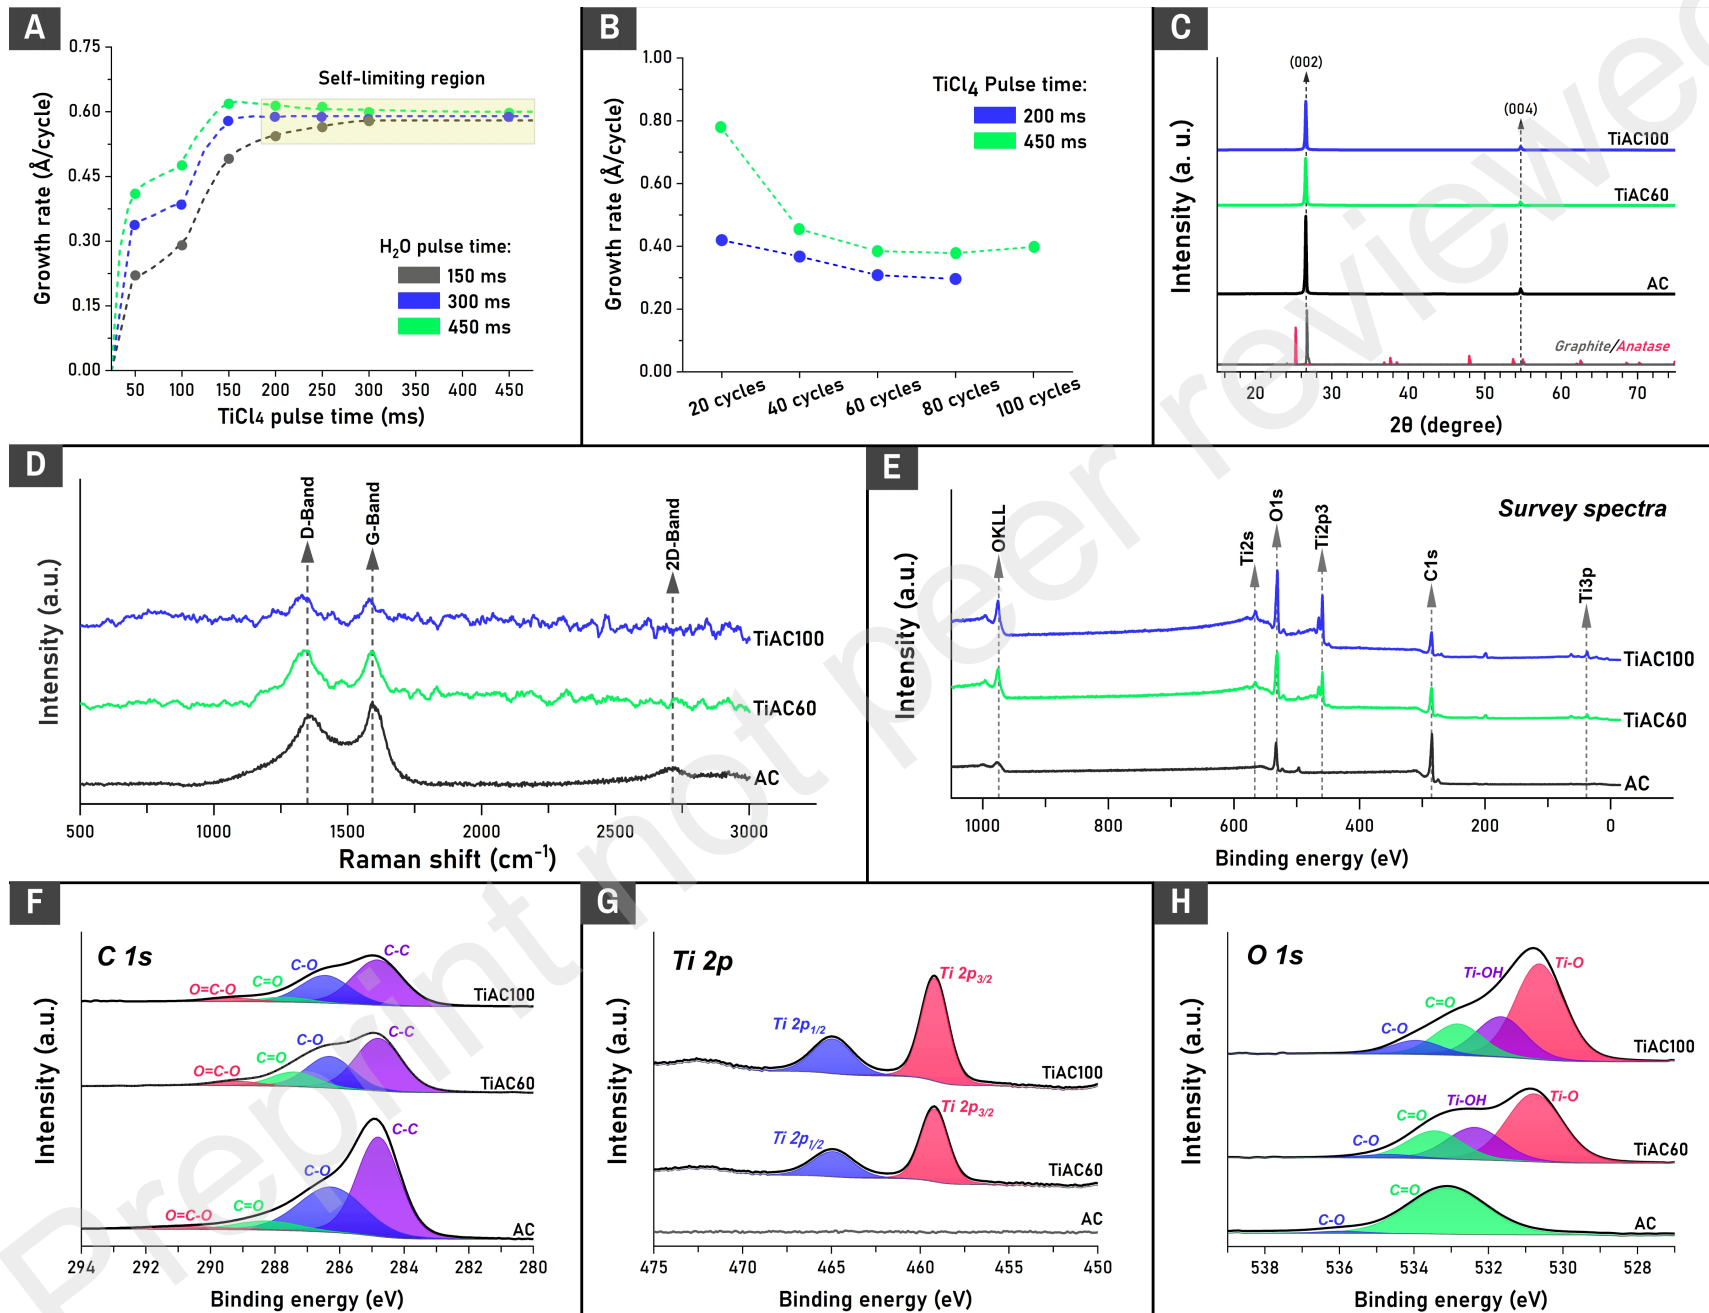 A
0.75
0.60
0.45
0.30
0.15
0.00
Growth rate (Å/cycle)
Self-limiting region
H2O pulse time:
150 ms
300 ms
450 ms
50 100 150 200 250 300 350 400 450
TiCl4 pulse time (ms)
B
1.00
0.80
0.60
0.40
0.20
0.00
Growth rate (Å/cycle)
TiCl4 Pulse time:
200 ms
450 ms
20 cycles 40 cycles 60 cycles 80 cycles 100 cycles
C
Intensity (a. u.)
(002)
(004)
TiAC100
TiAC60
AC
Graphite/Anatase
20 30 40 50 60 70
2θ (degree)
D
Intensity (a.u.)
D-Band
G-Band
2D-Band
TiAC100
TiAC60
AC
500 1000 1500 2000 2500 3000
Raman shift (cm⁻¹)
E
Survey spectra
Intensity (a.u.)
OKLL
Ti2s
O1s
Ti2p3
C1s
Ti3p
TiAC100
TiAC60
AC
1000 800 600 400 200 0
Binding energy (eV)
F
C 1s
Intensity (a.u.)
O=C-O C=O C-O C-C
TiAC100
O=C-O C=O C-O C-C
TiAC60
O=C-O C=O C-O C-C
AC
294 292 290 288 286 284 282 280
Binding energy (eV)
G
Ti 2p
Intensity (a.u.)
Ti 2p1/2 Ti 2p3/2
TiAC100
Ti 2p1/2 Ti 2p3/2
TiAC60
AC
475 470 465 460 455 450
Binding energy (eV)
H
O 1s
Intensity (a.u.)
C-O C=O Ti-OH Ti-O
TiAC100
C-O C=O Ti-OH Ti-O
TiAC60
C-O C=O
AC
538 536 534 532 530 528
Binding energy (eV)
Preprint not peer reviewed